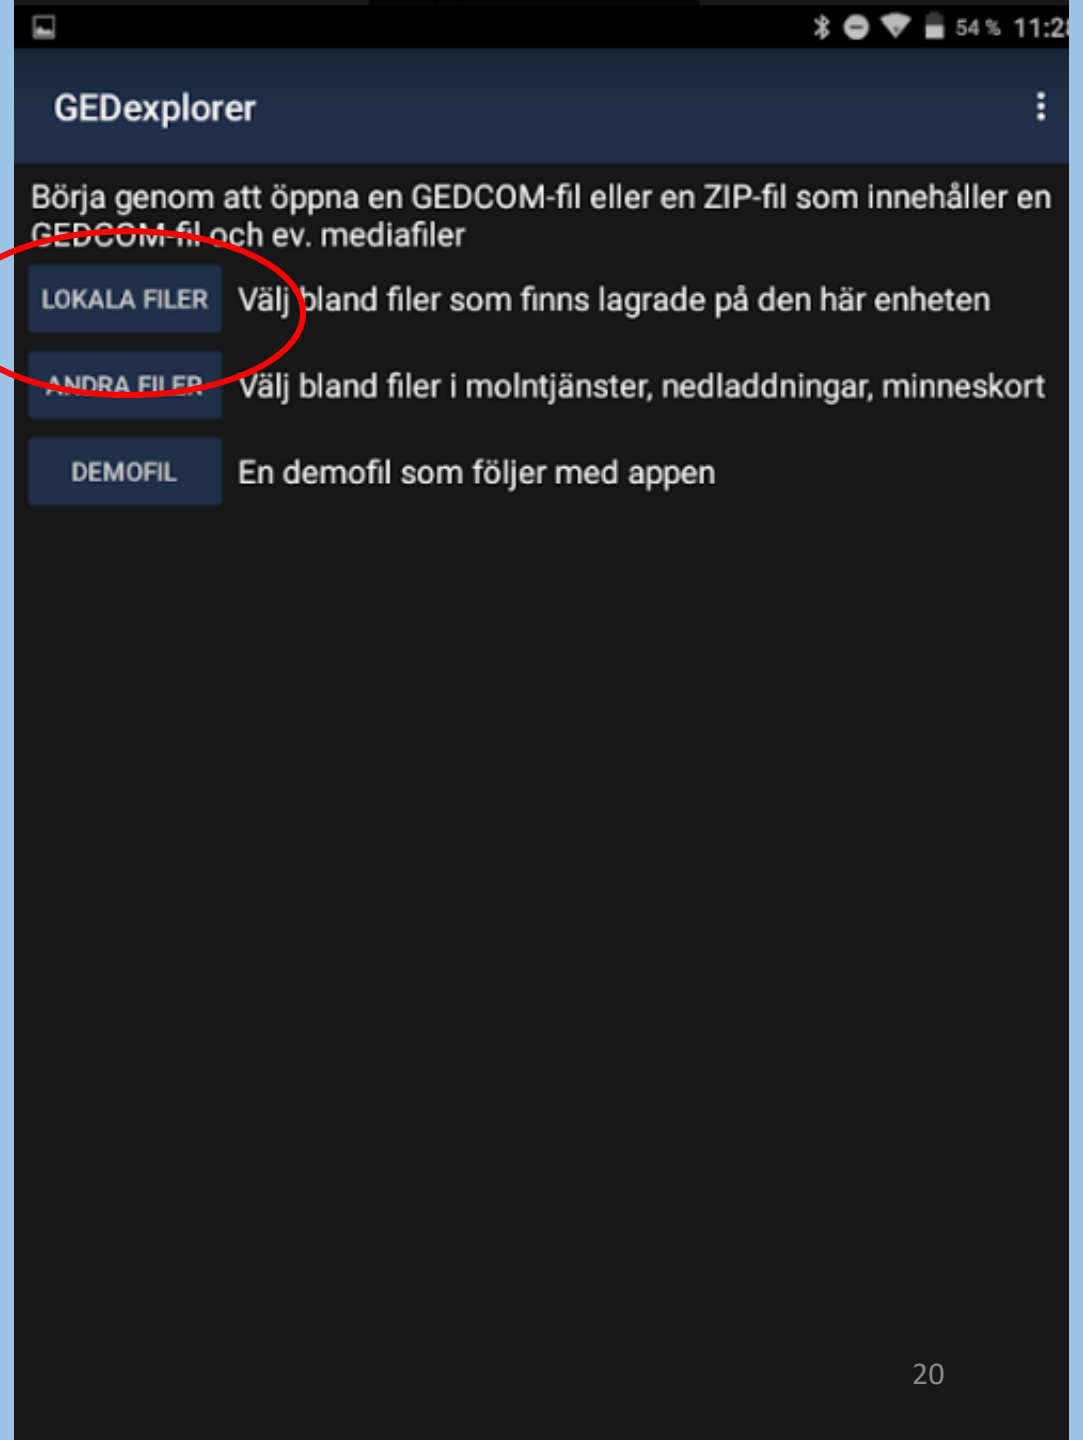 54 % 11:28
GEDexplorer
Börja genom att öppna en GEDCOM-fil eller en ZIP-fil som innehåller en
GEDCOM-fil och ev. mediafiler
LOKALA FILER Välj bland filer som finns lagrade på den här enheten
ANDRA FILER Välj bland filer i molntjänster, nedladdningar, minneskort
DEMOFIL En demofil som följer med appen
20